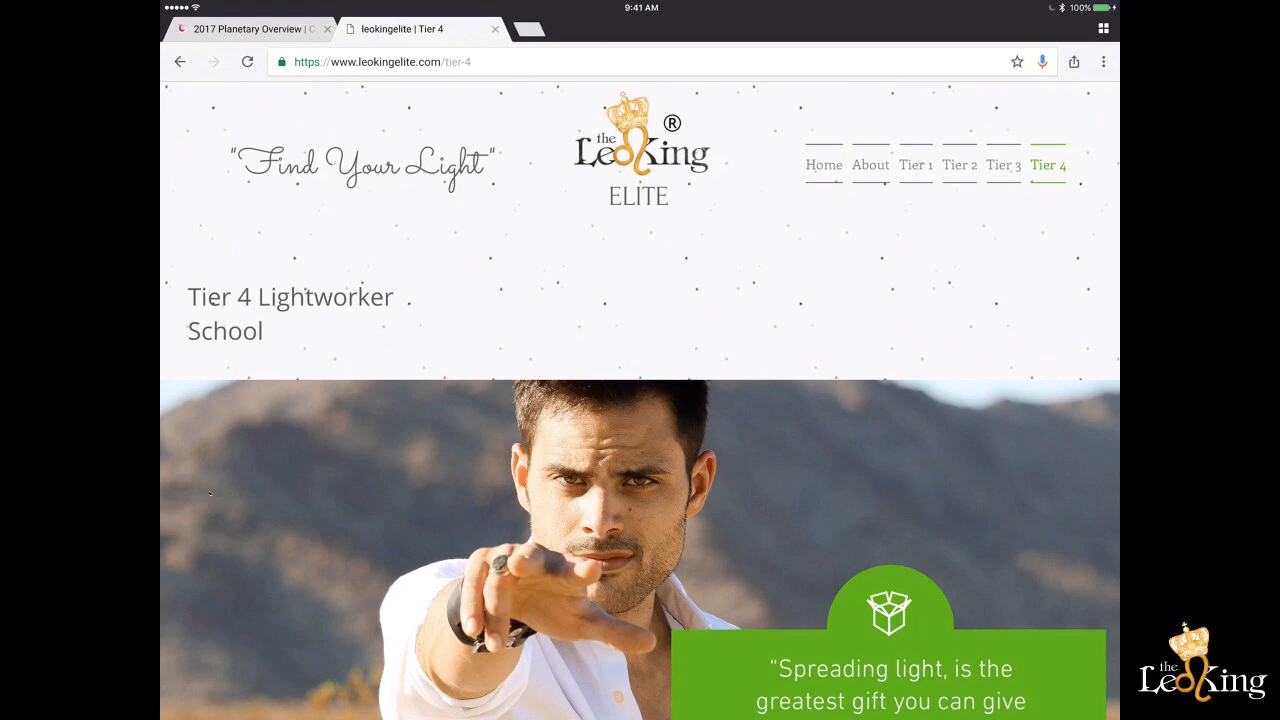 9:41 AM
100%
2017 Planetary Overview | C
leokingelite | Tier 4
https://www.leokingelite.com/tier-4
"Find Your Light"
the
LeoKing®
ELITE
Home About Tier 1 Tier 2 Tier 3 Tier 4
Tier 4 Lightworker
School
"Spreading light, is the
greatest gift you can give
the
LeoKing